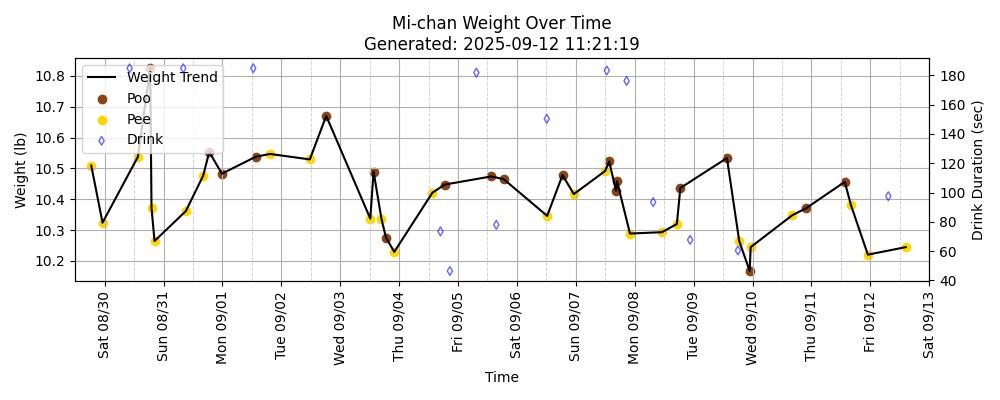 Mi-chan Weight Over Time
Generated: 2025-09-12 11:21:19
Weight (lb)
10.8
10.7
10.6
10.5
10.4
10.3
10.2
Weight Trend
Poo
Pee
Drink
180
160
140
120
100
80
60
40
Drink Duration (sec)
Sat 08/30
Sun 08/31
Mon 09/01
Tue 09/02
Wed 09/03
Thu 09/04
Fri 09/05
Sat 09/06
Sun 09/07
Mon 09/08
Tue 09/09
Wed 09/10
Thu 09/11
Fri 09/12
Sat 09/13
Time